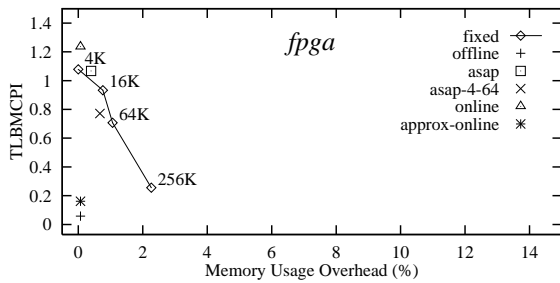 fpga
1.4
1.2
1
0.8
0.6
0.4
0.2
0
TLBMCPI
4K
16K
64K
256K
fixed
offline
asap
asap-4-64
online
approx-online
0 2 4 6 8 10 12 14
Memory Usage Overhead (%)